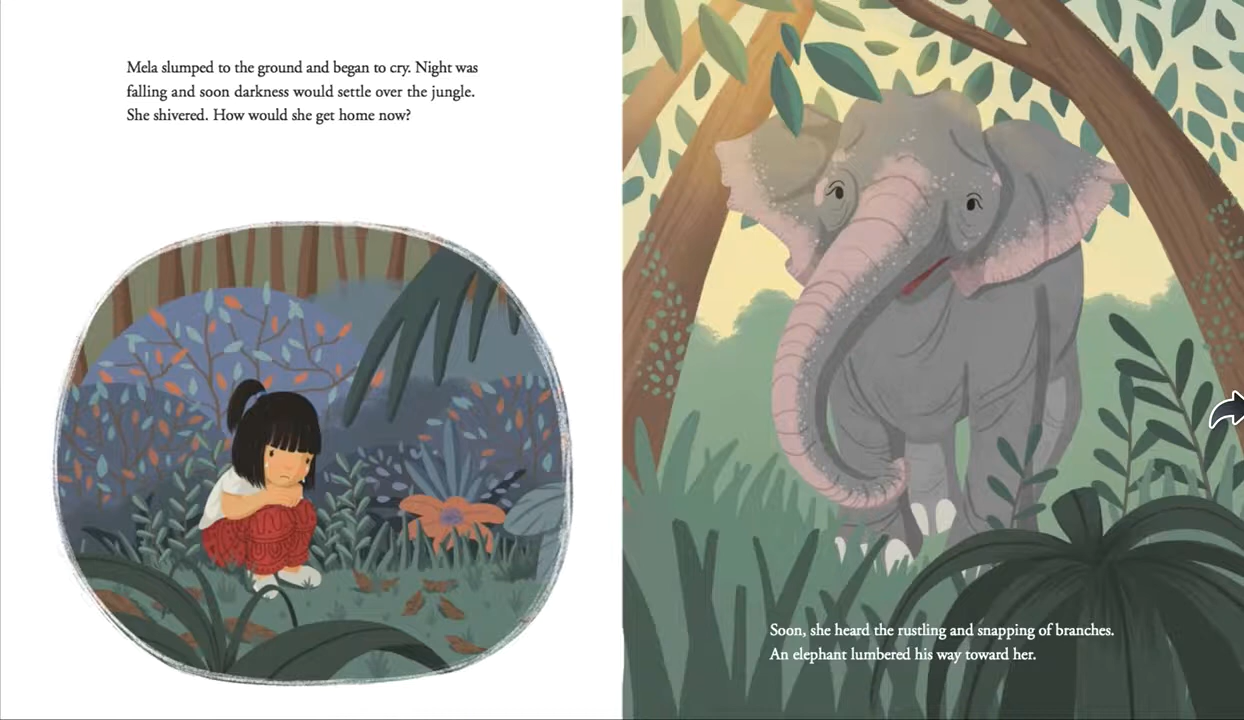 Mela slumped to the ground and began to cry. Night was
falling and soon darkness would settle over the jungle.
She shivered. How would she get home now?
Soon, she heard the rustling and snapping of branches.
An elephant lumbered his way toward her.